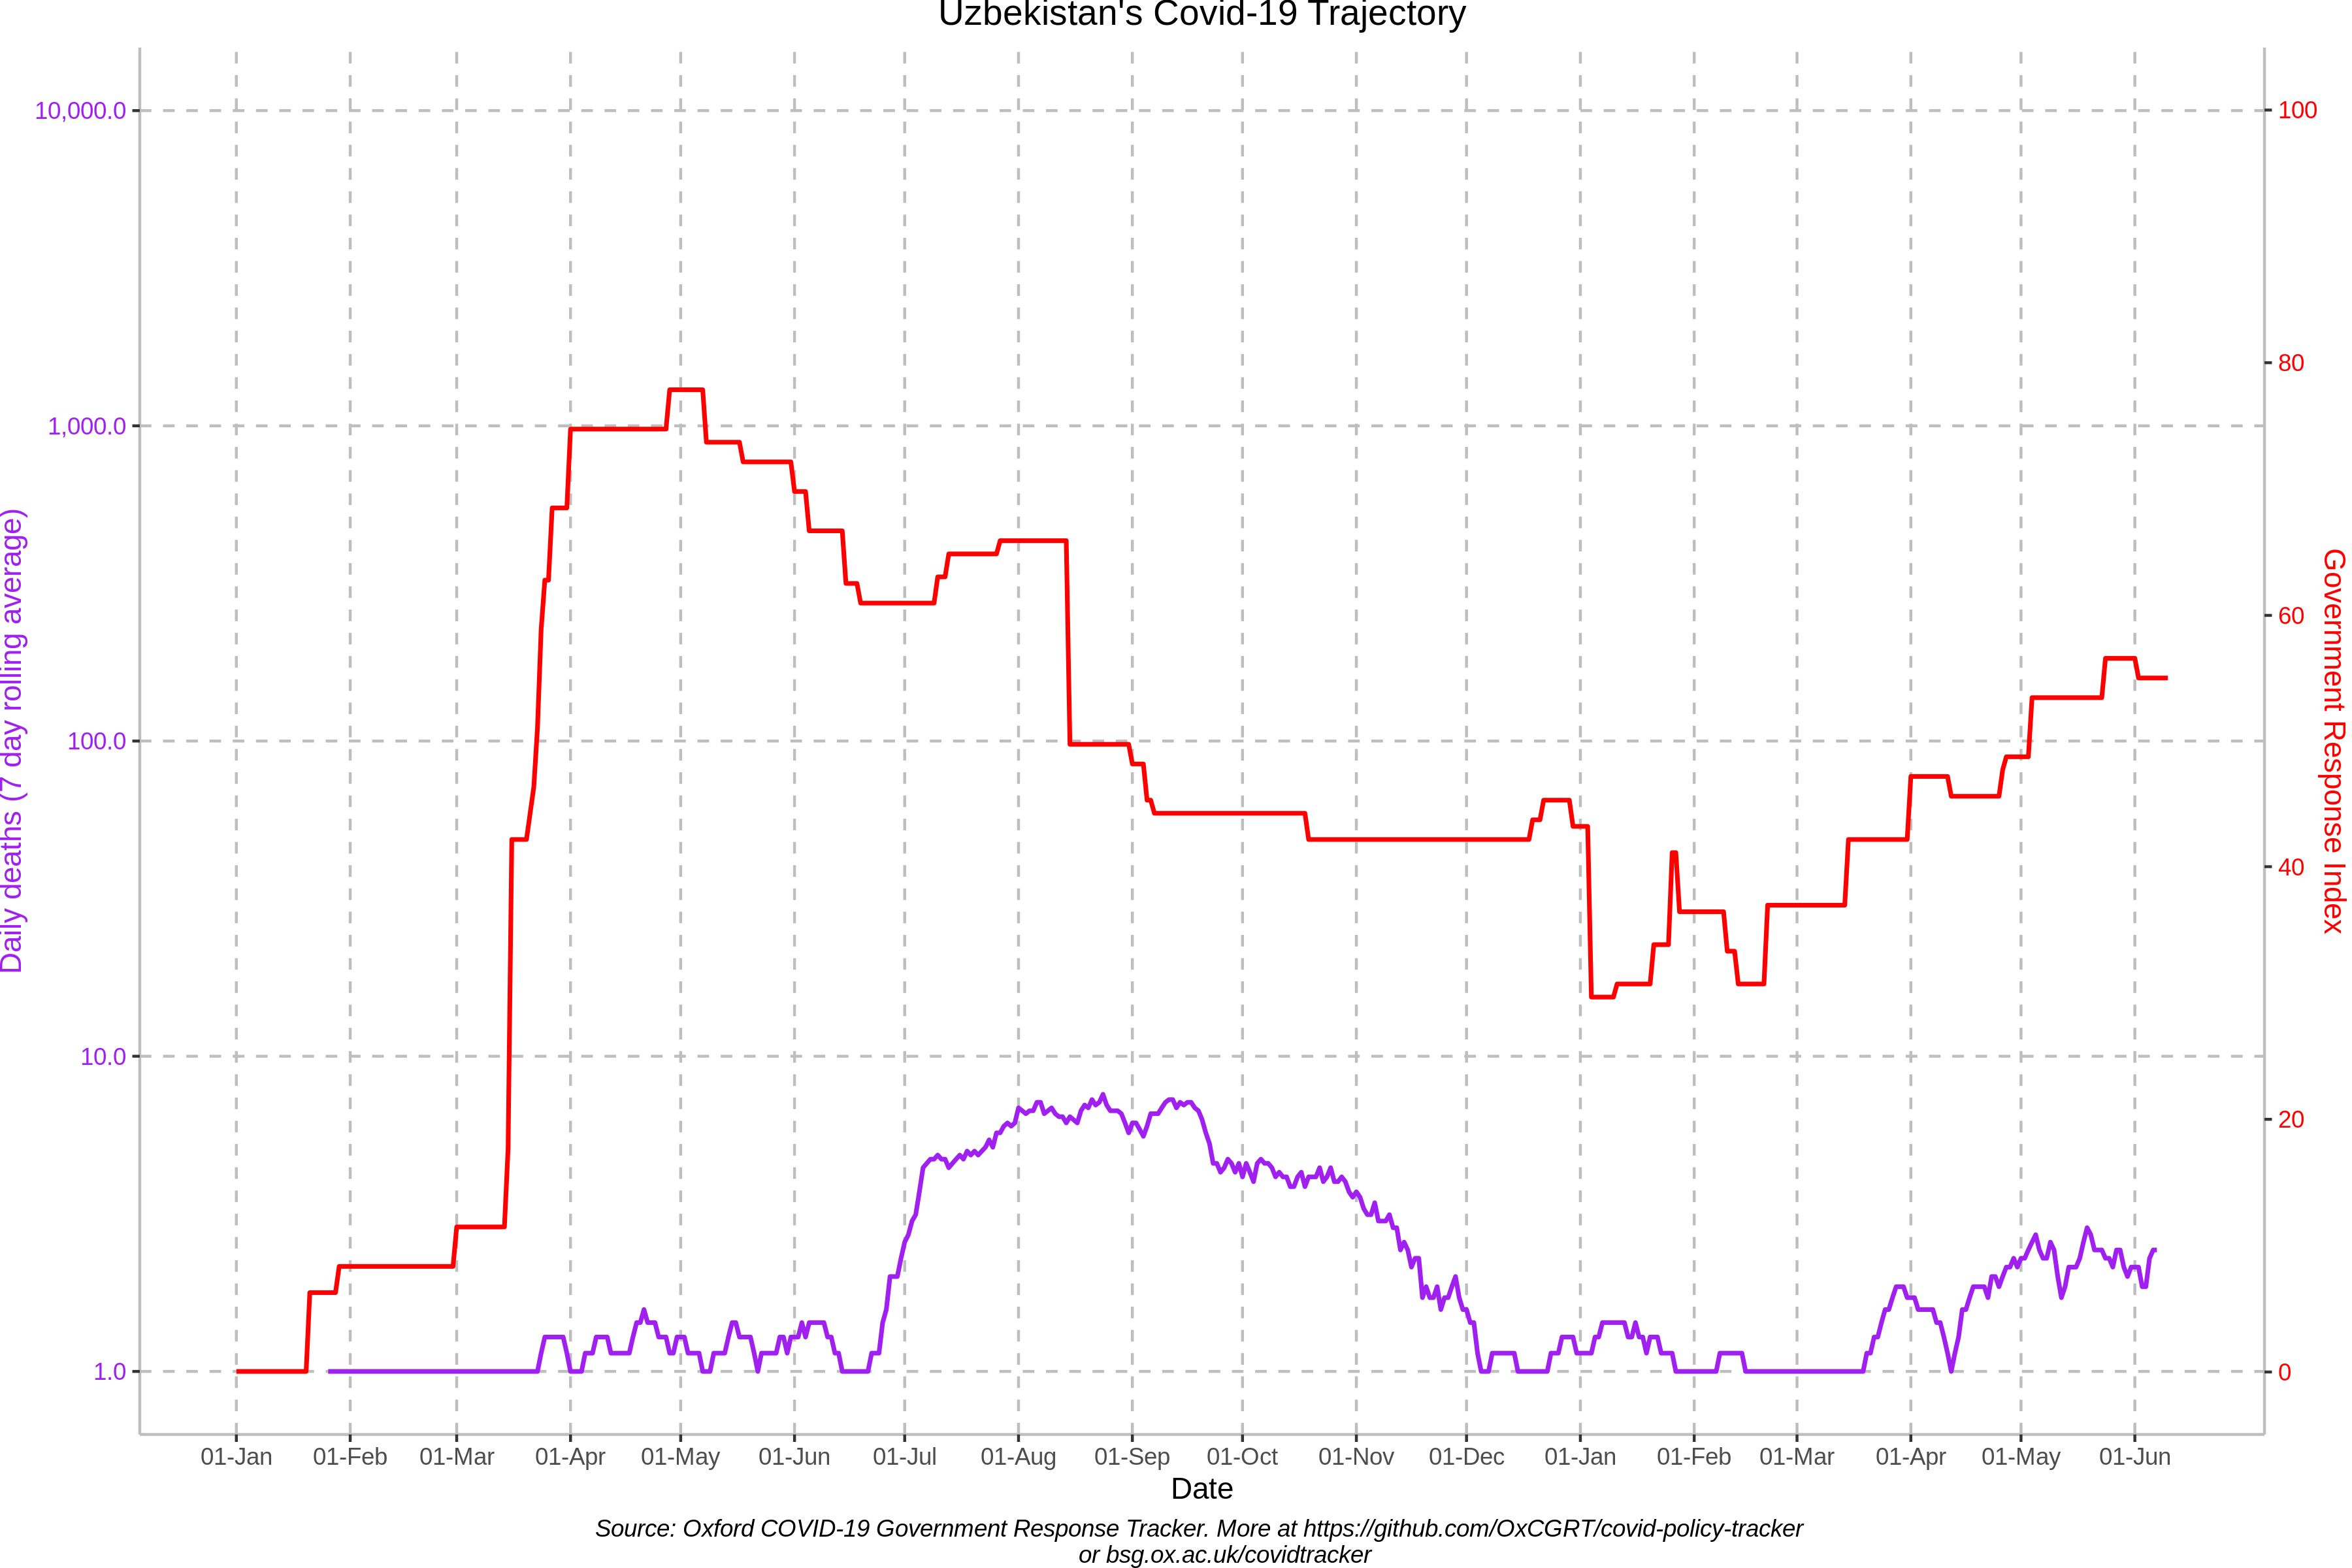 Uzbekistan's Covid-19 Trajectory
10,000.0
1,000.0
100.0
10.0
1.0
Daily deaths (7 day rolling average)
100
80
60
40
20
0
Government Response Index
01-Jan 01-Feb 01-Mar 01-Apr 01-May 01-Jun 01-Jul 01-Aug 01-Sep 01-Oct 01-Nov 01-Dec 01-Jan 01-Feb 01-Mar 01-Apr 01-May 01-Jun
Date
Source: Oxford COVID-19 Government Response Tracker. More at https://github.com/OxCGRT/covid-policy-tracker
or bsg.ox.ac.uk/covidtracker